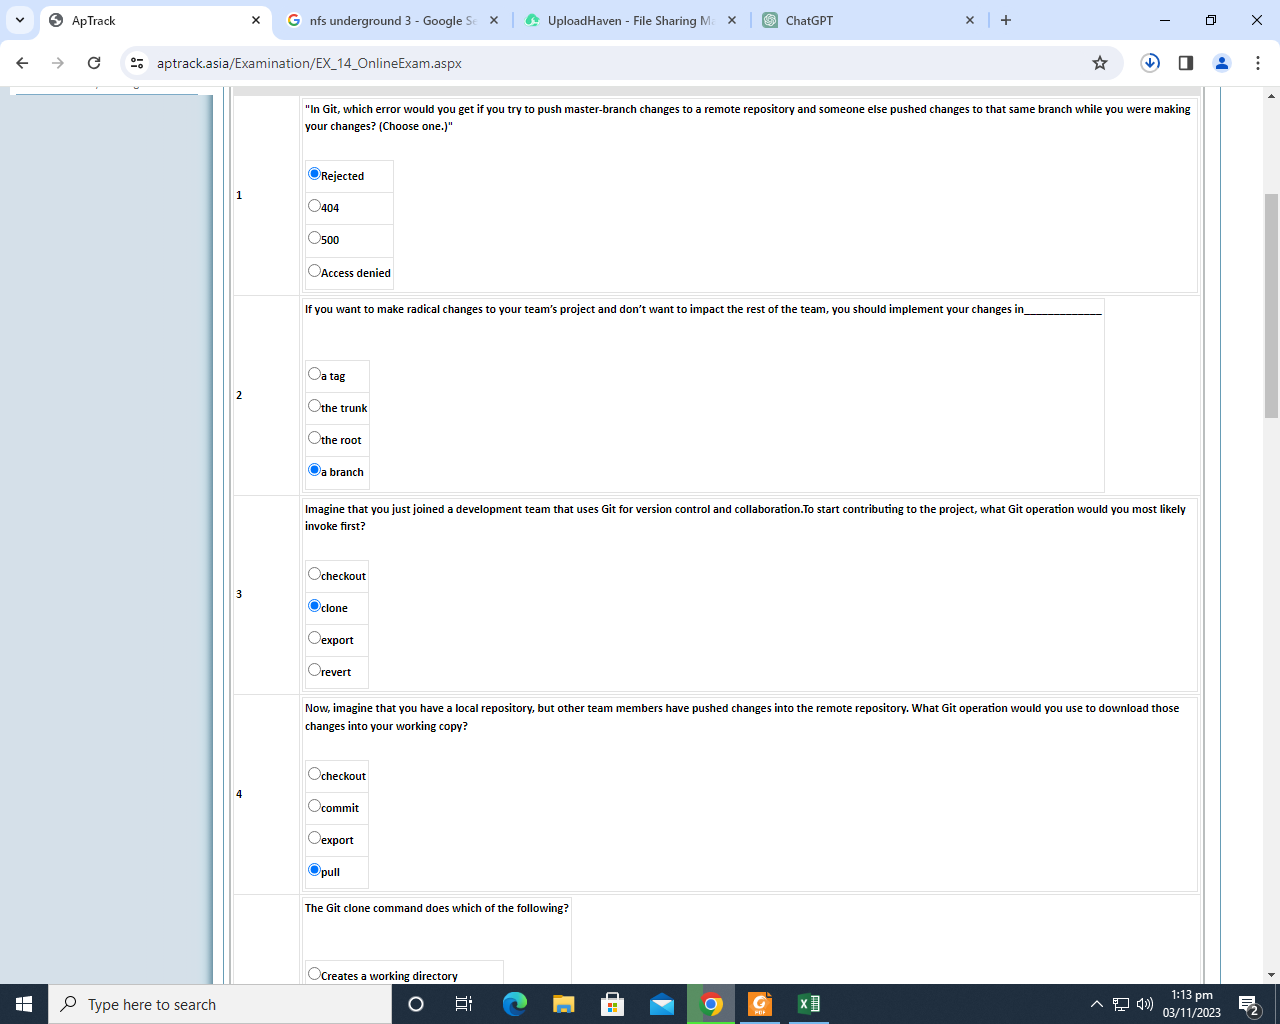 ApTrack
nfs underground 3 - Google Se
UploadHaven - File Sharing Ma
ChatGPT
aptrack.asia/Examination/EX_14_OnlineExam.aspx
"In Git, which error would you get if you try to push master-branch changes to a remote repository and someone else pushed changes to that same branch while you were making
your changes? (Choose one.)"
1
Rejected
404
500
Access denied
If you want to make radical changes to your team’s project and don’t want to impact the rest of the team, you should implement your changes in_____________
2
a tag
the trunk
the root
a branch
Imagine that you just joined a development team that uses Git for version control and collaboration.To start contributing to the project, what Git operation would you most likely
invoke first?
3
checkout
clone
export
revert
Now, imagine that you have a local repository, but other team members have pushed changes into the remote repository. What Git operation would you use to download those
changes into your working copy?
4
checkout
commit
export
pull
The Git clone command does which of the following?
Creates a working directory
Type here to search
1:13 pm
03/11/2023
2